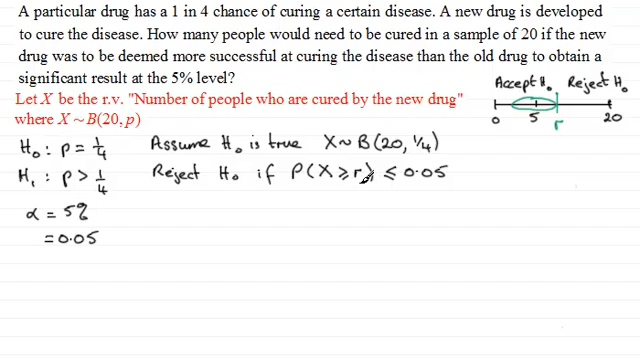 A particular drug has a 1 in 4 chance of curing a certain disease. A new drug is developed
to cure the disease. How many people would need to be cured in a sample of 20 if the new
drug was to be deemed more successful at curing the disease than the old drug to obtain a
significant result at the 5% level?
Accept H₀ Reject H₀
0 5 r 20
Let X be the r.v. "Number of people who are cured by the new drug"
where X~B(20, p)
H₀ : p = 1/4 Assume H₀ is true X~B(20, 1/4)
H₁ : p > 1/4 Reject H₀ if P(X ≥ r) ≤ 0.05
α = 5%
= 0.05